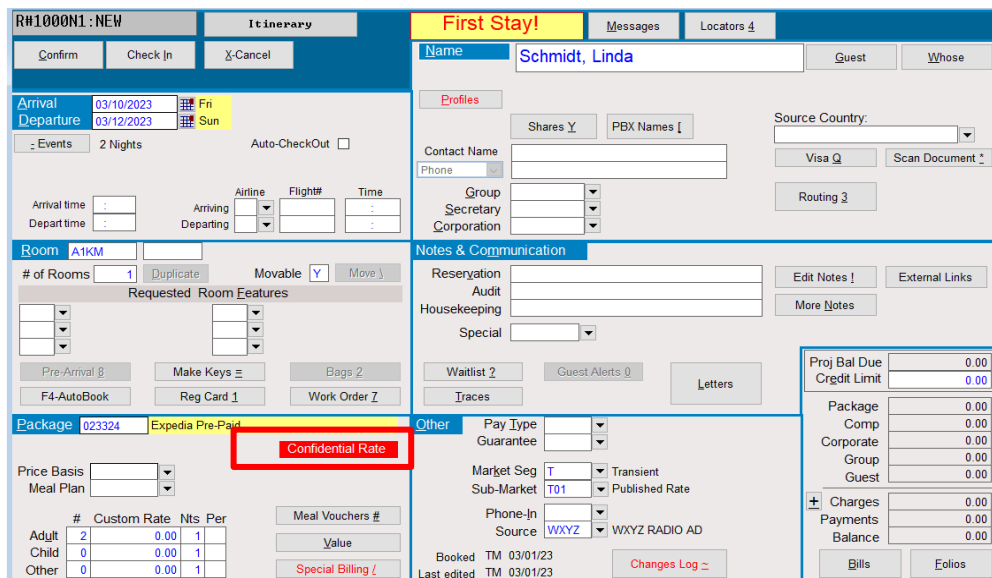 R#1000N1:NEW
Itinerary
First Stay!
Messages
Locators 4
Confirm
Check In
X-Cancel
Name
Schmidt, Linda
Guest
Whose
Arrival 03/10/2023 Fri
Departure 03/12/2023 Sun
- Events 2 Nights Auto-CheckOut
Airline Flight# Time
Arrival time : Arriving :
Depart time : Departing :
Profiles
Shares Y
PBX Names [
Source Country:
Contact Name
Phone
Visa Q
Scan Document *
Group
Secretary
Corporation
Routing 3
Room A1KM
# of Rooms 1 Duplicate Movable Y Move \
Requested Room Features
Pre-Arrival 8
Make Keys =
Bags 2
F4-AutoBook
Reg Card 1
Work Order 7
Notes & Communication
Reservation
Audit
Housekeeping
Special
Edit Notes !
External Links
More Notes
Waitlist ?
Guest Alerts 0
Letters
Traces
Proj Bal Due 0.00
Credit Limit 0.00
Package 0.00
Comp 0.00
Corporate 0.00
Group 0.00
Guest 0.00
± Charges 0.00
Payments 0.00
Balance 0.00
Bills
Folios
Package 023324 Expedia Pre-Paid
Confidential Rate
Price Basis
Meal Plan
# Custom Rate Nts Per
Adult 2 0.00 1
Child 0 0.00 1
Other 0 0.00 1
Meal Vouchers #
Value
Special Billing /
Other
Pay Type
Guarantee
Market Seg T Transient
Sub-Market T01 Published Rate
Phone-In
Source WXYZ WXYZ RADIO AD
Booked TM 03/01/23
Last edited TM 03/01/23
Changes Log ~